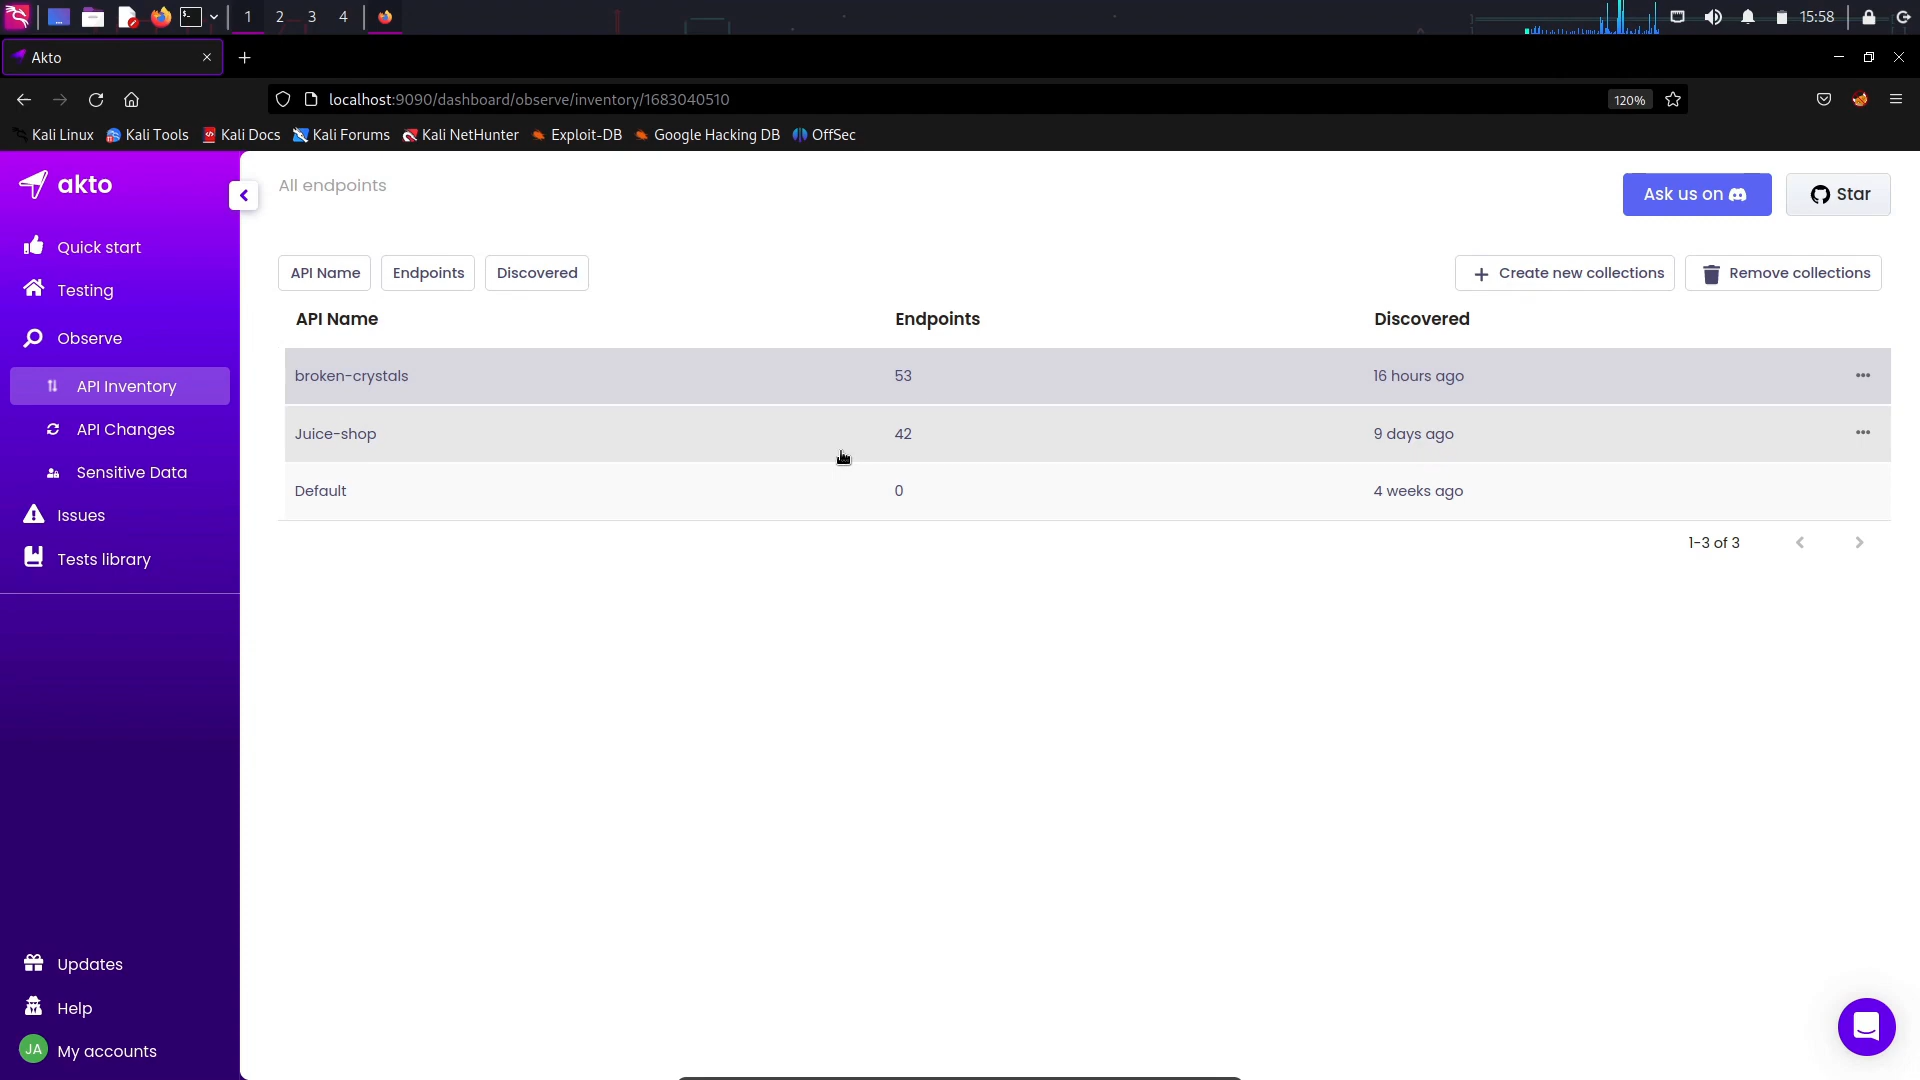 1 2 3 4 15:58
Akto
localhost:9090/dashboard/observe/inventory/1683040510 120%
Kali Linux Kali Tools Kali Docs Kali Forums Kali NetHunter Exploit-DB Google Hacking DB OffSec
akto
Quick start
Testing
Observe
API Inventory
API Changes
Sensitive Data
Issues
Tests library
Updates
Help
JA My accounts
All endpoints
Ask us on Star
API Name Endpoints Discovered Create new collections Remove collections
API Name Endpoints Discovered
broken-crystals 53 16 hours ago
Juice-shop 42 9 days ago
Default 0 4 weeks ago
1-3 of 3